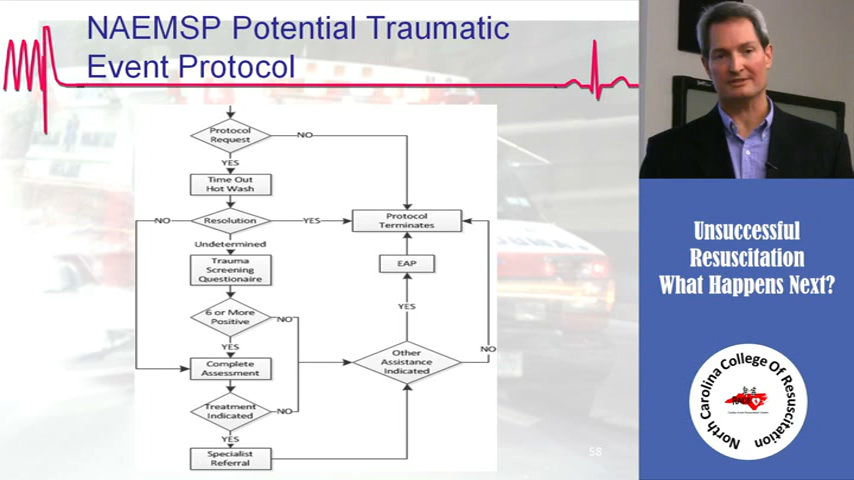 NAEMSP Potential Traumatic
Event Protocol
Protocol
Request
NO
YES
Time Out
Hot Wash
NO
Resolution
YES
Protocol
Terminates
Undetermined
Trauma
Screening
Questionaire
EAP
6 or More
Positive
NO
YES
YES
Other
Assistance
Indicated
NO
Complete
Assessment
Treatment
Indicated
NO
YES
Specialist
Referral
58
Unsuccessful
Resuscitation
What Happens Next?
North Carolina College Of Resuscitation